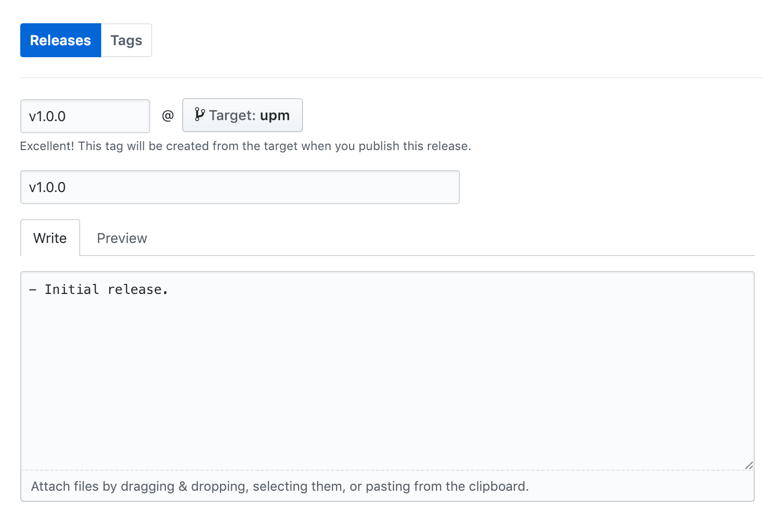 Releases Tags
v1.0.0 @ Target: upm
Excellent! This tag will be created from the target when you publish this release.
v1.0.0
Write Preview
– Initial release.
Attach files by dragging & dropping, selecting them, or pasting from the clipboard.